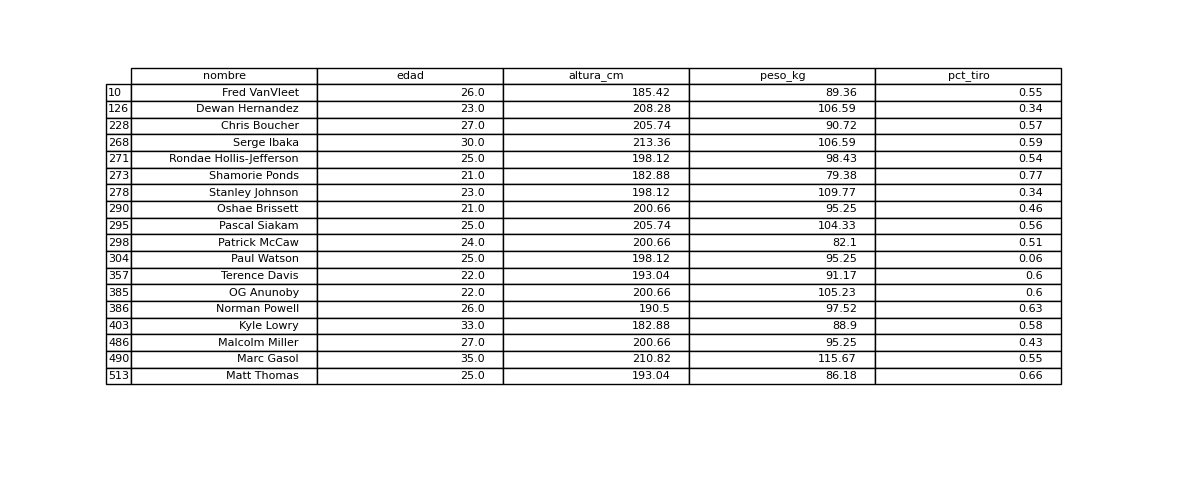 nombre edad altura_cm peso_kg pct_tiro
10 Fred VanVleet 26.0 185.42 89.36 0.55
126 Dewan Hernandez 23.0 208.28 106.59 0.34
228 Chris Boucher 27.0 205.74 90.72 0.57
268 Serge Ibaka 30.0 213.36 106.59 0.59
271 Rondae Hollis-Jefferson 25.0 198.12 98.43 0.54
273 Shamorie Ponds 21.0 182.88 79.38 0.77
278 Stanley Johnson 23.0 198.12 109.77 0.34
290 Oshae Brissett 21.0 200.66 95.25 0.46
295 Pascal Siakam 25.0 205.74 104.33 0.56
298 Patrick McCaw 24.0 200.66 82.1 0.51
304 Paul Watson 25.0 198.12 95.25 0.06
357 Terence Davis 22.0 193.04 91.17 0.6
385 OG Anunoby 22.0 200.66 105.23 0.6
386 Norman Powell 26.0 190.5 97.52 0.63
403 Kyle Lowry 33.0 182.88 88.9 0.58
486 Malcolm Miller 27.0 200.66 95.25 0.43
490 Marc Gasol 35.0 210.82 115.67 0.55
513 Matt Thomas 25.0 193.04 86.18 0.66